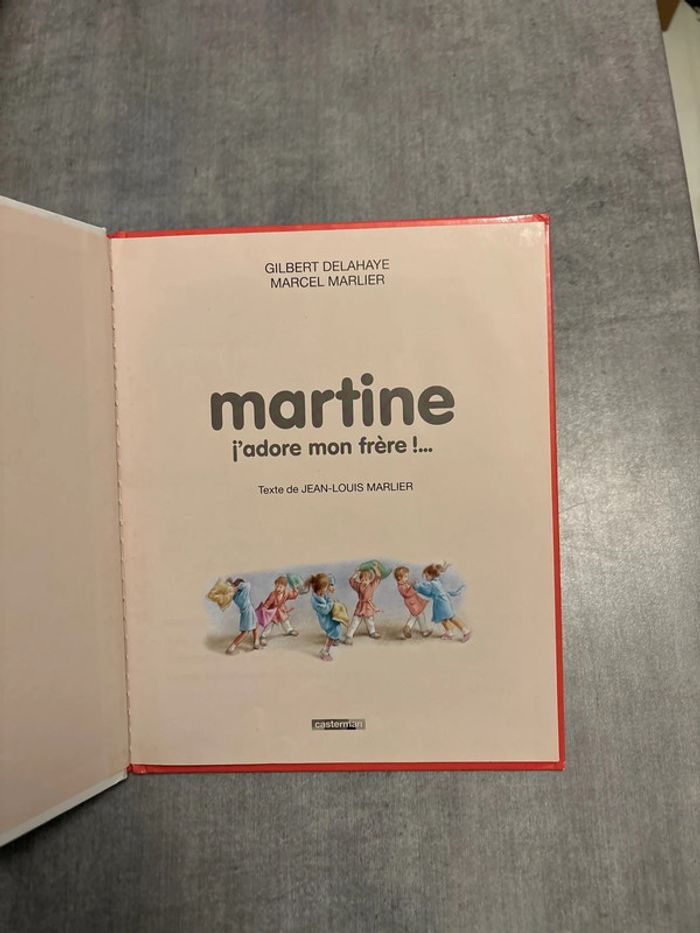 GILBERT DELAHAYE
MARCEL MARLIER
martine
j'adore mon frère !...
Texte de JEAN-LOUIS MARLIER
casterman